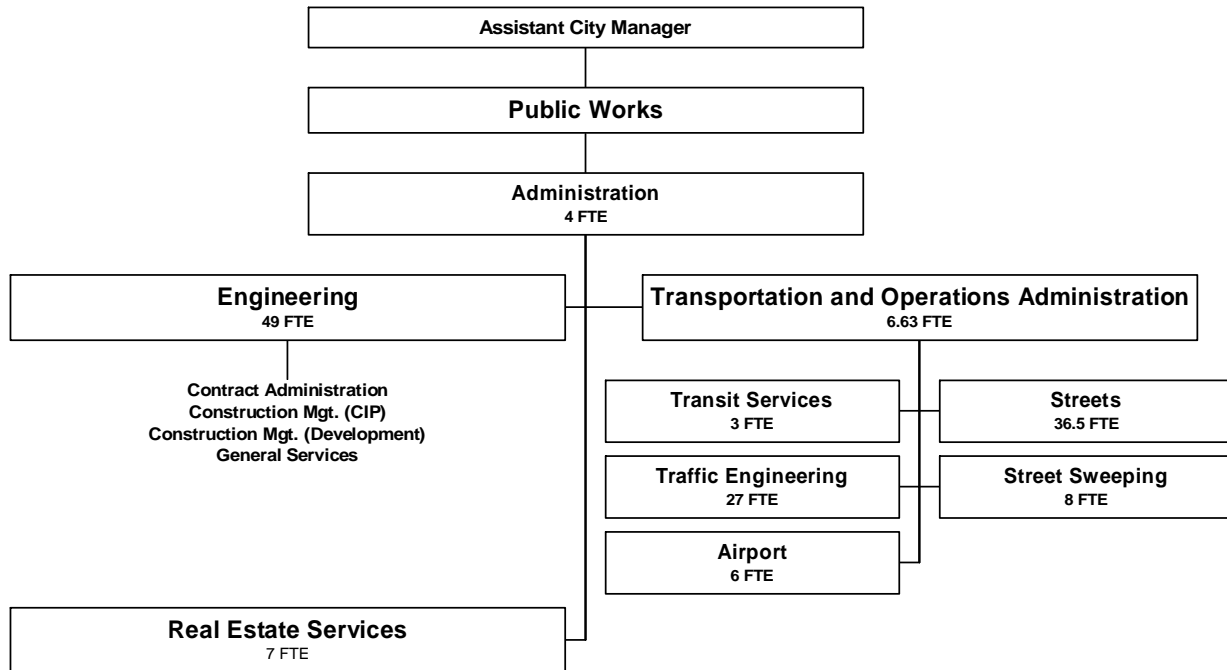 Assistant City Manager
Public Works
Administration
4 FTE
Engineering
49 FTE
Transportation and Operations Administration
6.63 FTE
Contract Administration
Construction Mgt. (CIP)
Construction Mgt. (Development)
General Services
Transit Services
3 FTE
Streets
36.5 FTE
Traffic Engineering
27 FTE
Street Sweeping
8 FTE
Airport
6 FTE
Real Estate Services
7 FTE